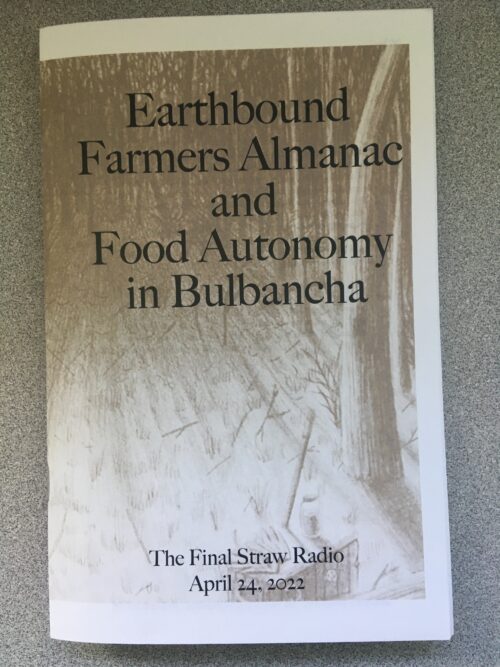 Earthbound
Farmers Almanac
and
Food Autonomy
in Bulbancha
The Final Straw Radio
April 24, 2022